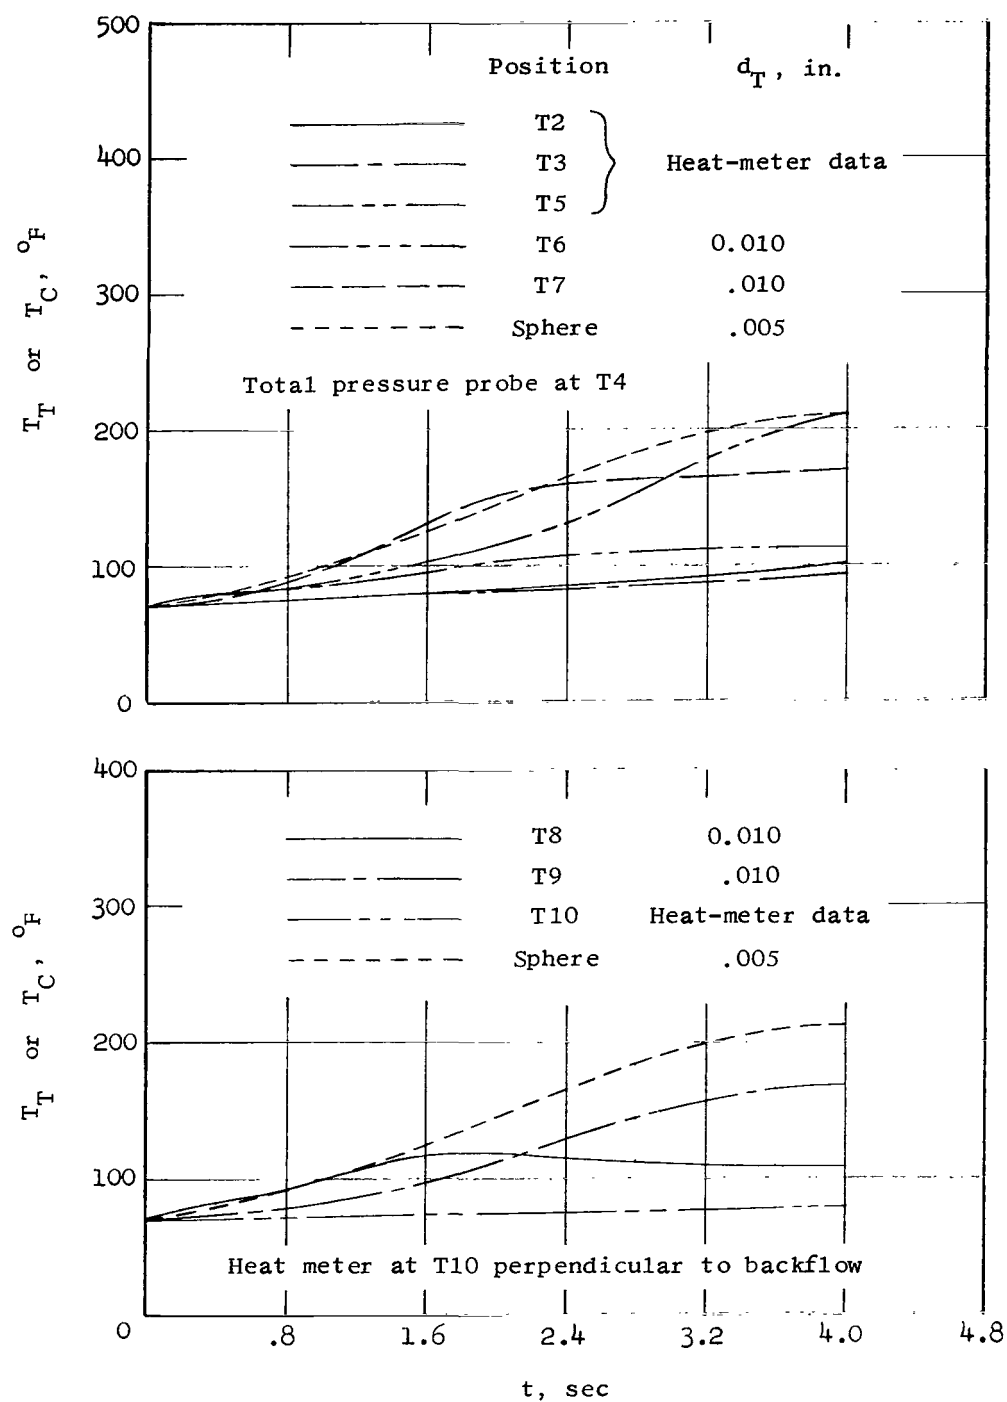 500
Position d_T, in.
T2
400
T3 Heat-meter data
T5
T6 0.010
T7 .010
300
Sphere .005
Total pressure probe at T4
200
100
0
T_T or T_C, °F
400
T8 0.010
T9 .010
300
T10 Heat-meter data
Sphere .005
200
100
Heat meter at T10 perpendicular to backflow
T_T or T_C, °F
0 .8 1.6 2.4 3.2 4.0 4.8
t, sec